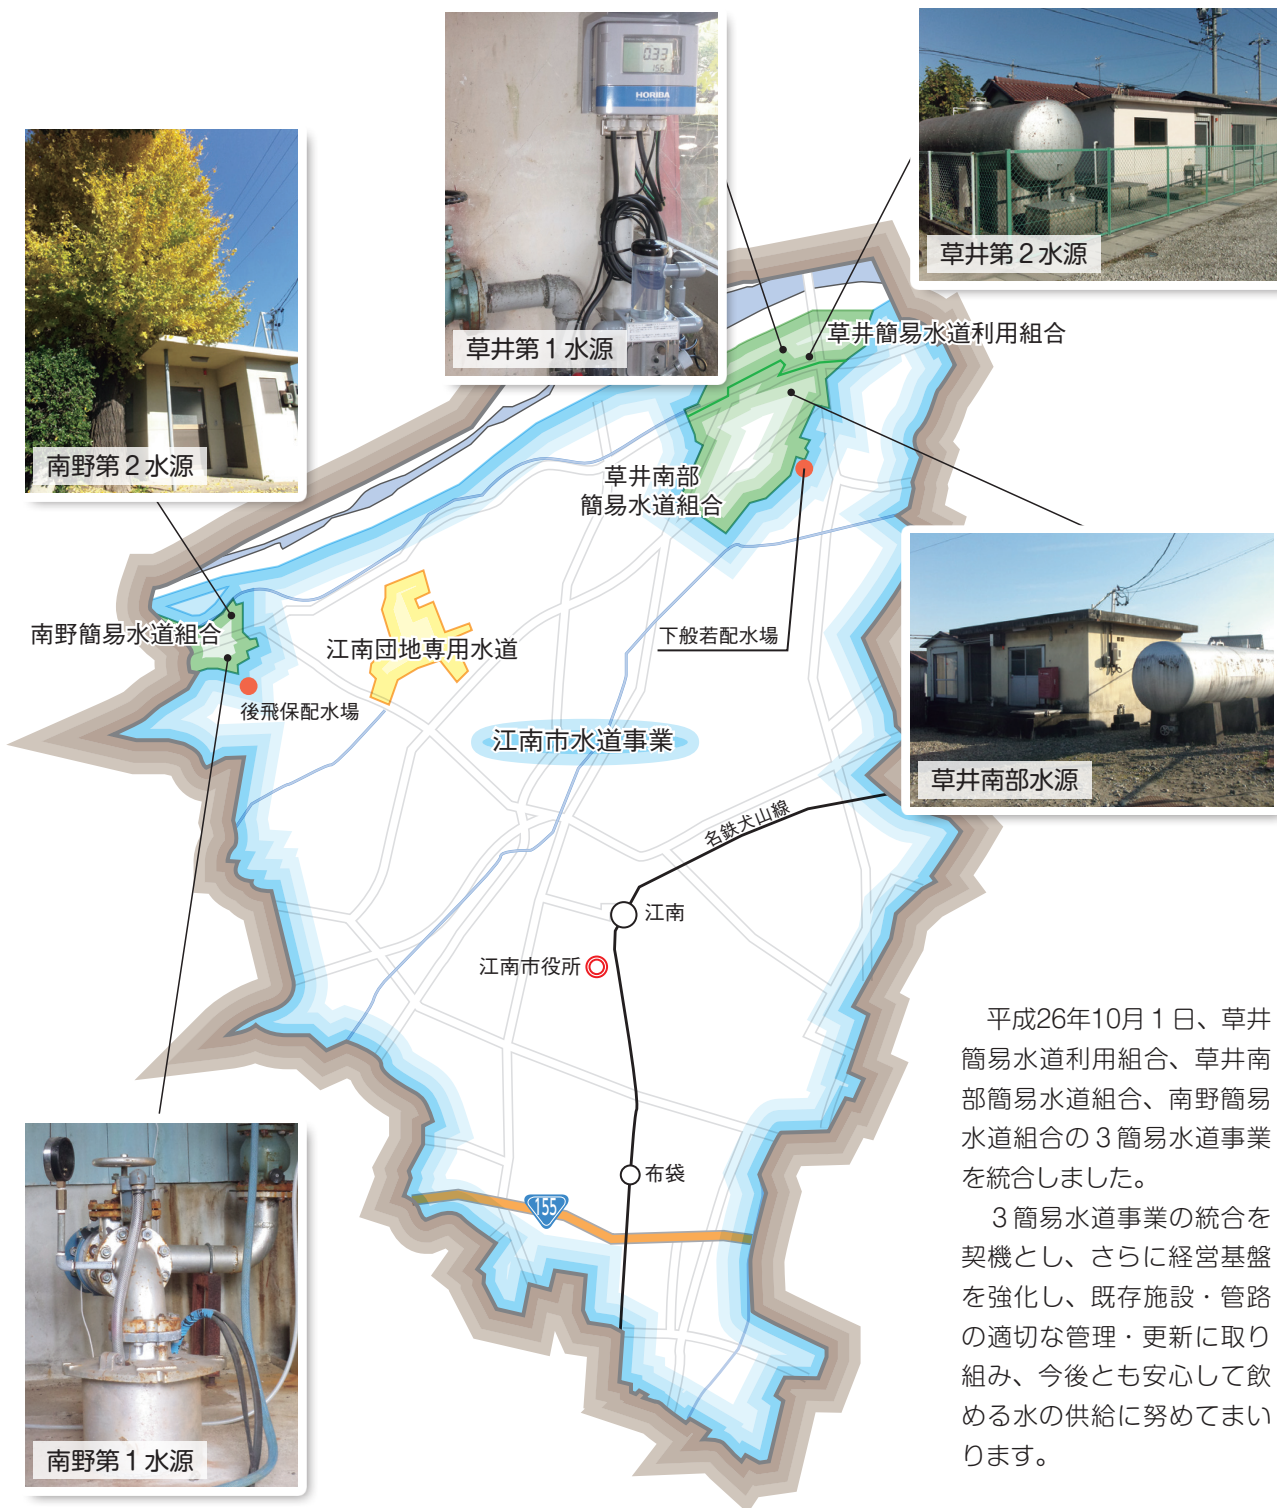 0.33
155
HORIBA
草井第１水源
草井第２水源
南野第２水源
草井簡易水道利用組合
草井南部
簡易水道組合
南野簡易水道組合
江南団地専用水道
下般若配水場
後飛保配水場
江南市水道事業
草井南部水源
名鉄犬山線
江南
江南市役所
布袋
155
南野第１水源
平成26年10月１日、草井
簡易水道利用組合、草井南
部簡易水道組合、南野簡易
水道組合の３簡易水道事業
を統合しました。
３簡易水道事業の統合を
契機とし、さらに経営基盤
を強化し、既存施設・管路
の適切な管理・更新に取り
組み、今後とも安心して飲
める水の供給に努めてまい
ります。